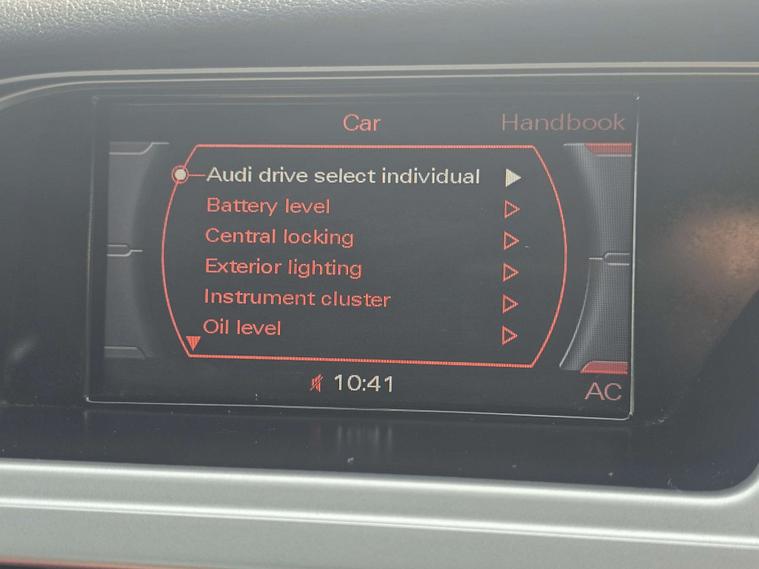 Car
Handbook
Audi drive select individual
Battery level
Central locking
Exterior lighting
Instrument cluster
Oil level
10:41
AC